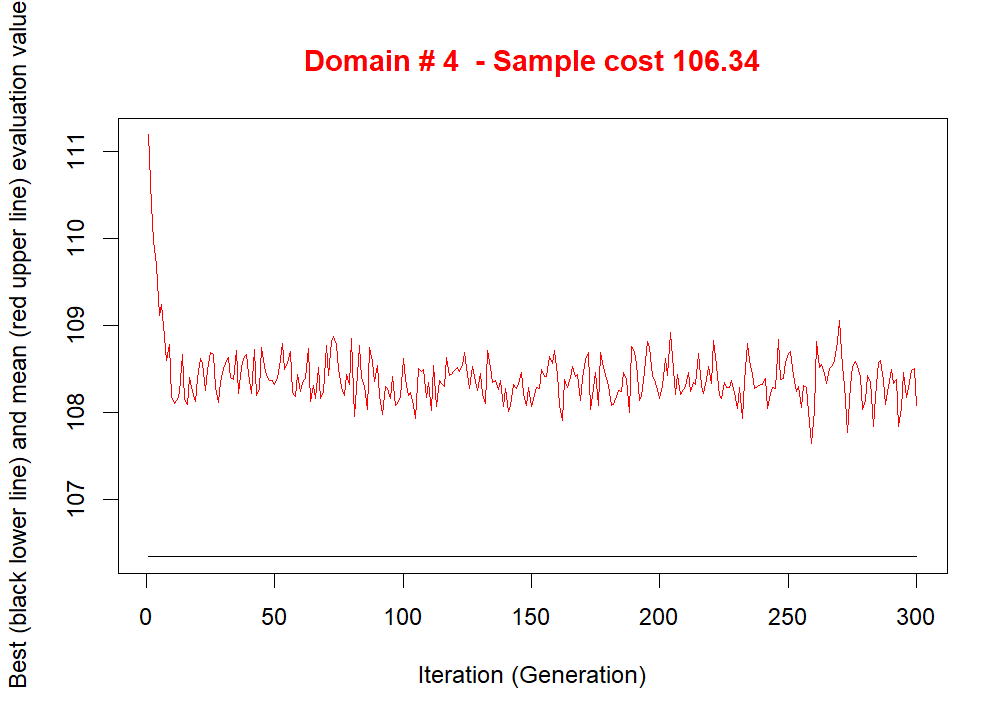 Domain # 4  - Sample cost 106.34
Best (black lower line) and mean (red upper line) evaluation value
111
110
109
108
107
0 50 100 150 200 250 300
Iteration (Generation)